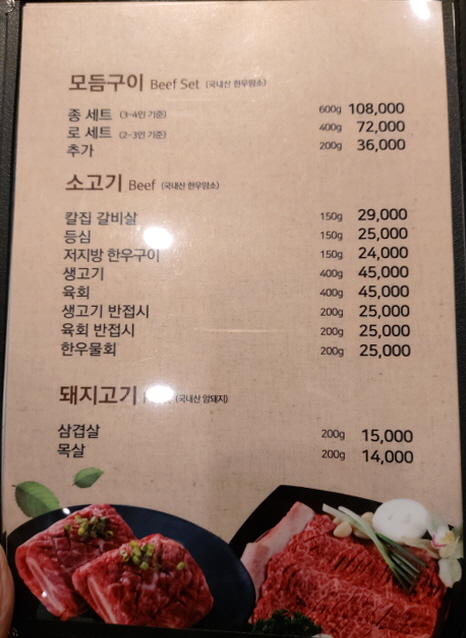 모듬구이 Beef Set (국내산 한우암소)
종 세트 (3~4인 기준) 600g 108,000
로 세트 (2~3인 기준) 400g 72,000
추가 200g 36,000
소고기 Beef (국내산 한우암소)
칼집 갈비살 150g 29,000
등심 150g 25,000
저지방 한우구이 150g 24,000
생고기 400g 45,000
육회 400g 45,000
생고기 반접시 200g 25,000
육회 반접시 200g 25,000
한우물회 200g 25,000
돼지고기 (국내산 암돼지)
삼겹살 200g 15,000
목살 200g 14,000